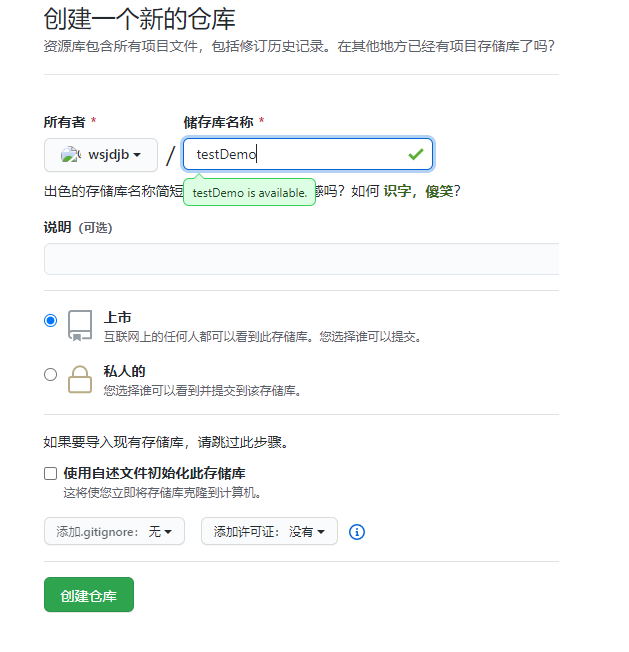 创建一个新的仓库
资源库包含所有项目文件，包括修订历史记录。在其他地方已经有项目存储库了吗？
所有者 *
储存库名称 *
wsjdjb
/
testDemo
出色的存储库名称简短
感吗？如何 识字，傻笑？
testDemo is available.
说明 (可选)
上市
互联网上的任何人都可以看到此存储库。您选择谁可以提交。
私人的
您选择谁可以看到并提交到该存储库。
如果要导入现有存储库，请跳过此步骤。
使用自述文件初始化此存储库
这将使您立即将存储库克隆到计算机。
添加.gitignore： 无
添加许可证： 没有
创建仓库